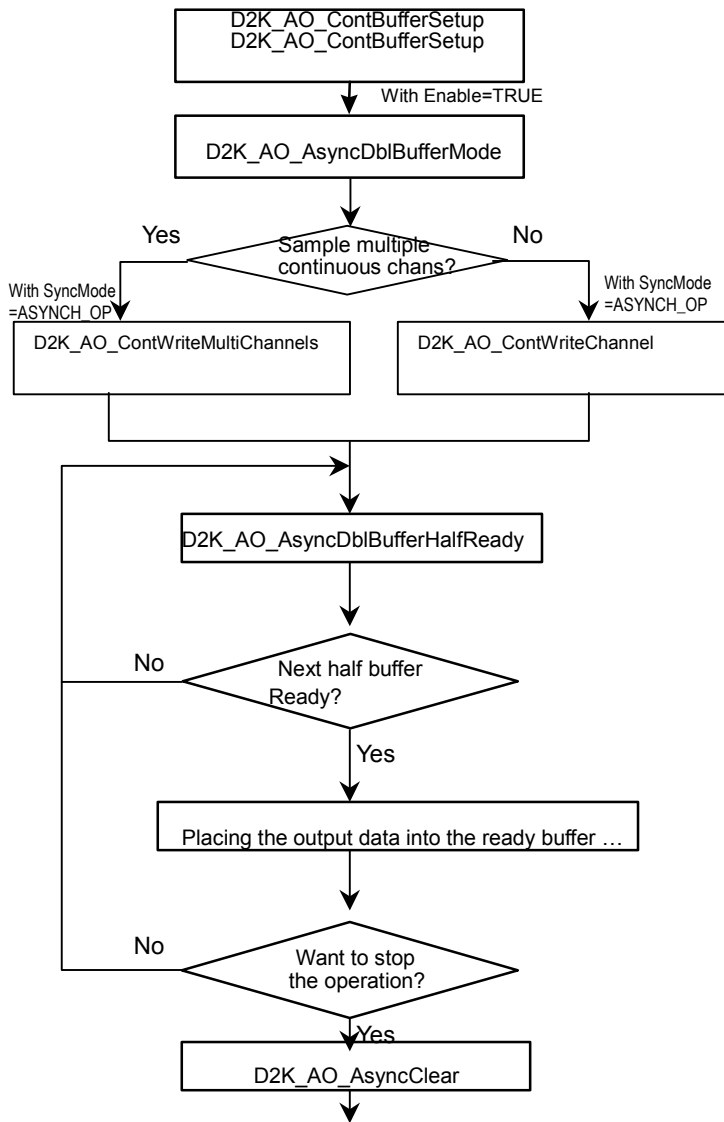 D2K_AO_ContBufferSetup
D2K_AO_ContBufferSetup
With Enable=TRUE
D2K_AO_AsyncDblBufferMode
Yes
No
Sample multiple
continuous chans?
With SyncMode
=ASYNCH_OP
With SyncMode
=ASYNCH_OP
D2K_AO_ContWriteMultiChannels
D2K_AO_ContWriteChannel
D2K_AO_AsyncDblBufferHalfReady
No
Next half buffer
Ready?
Yes
Placing the output data into the ready buffer …
No
Want to stop
the operation?
Yes
D2K_AO_AsyncClear